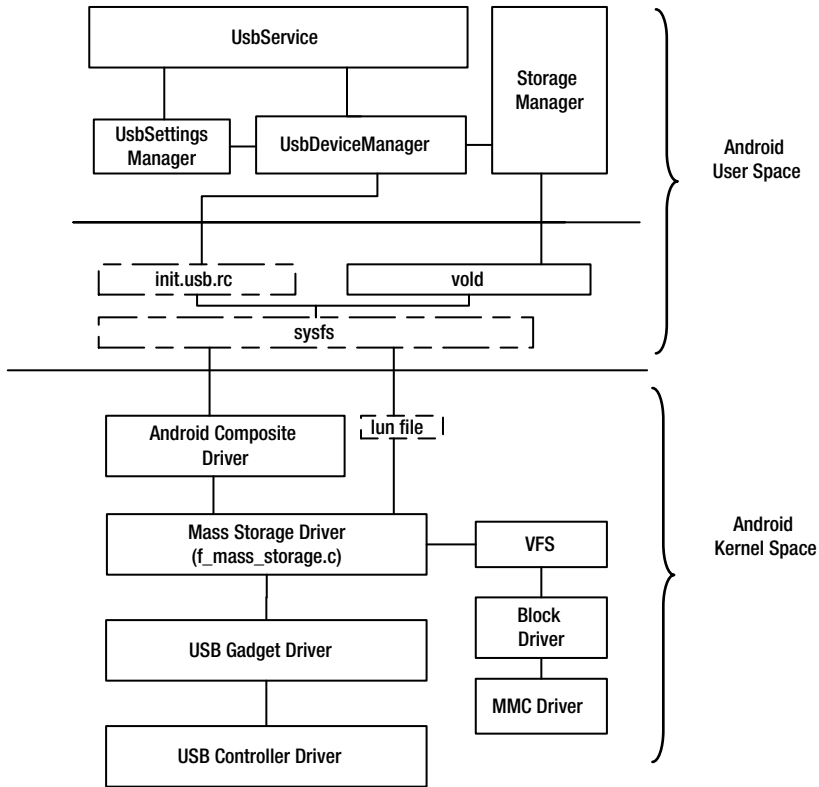 UsbService
Storage
Manager
UsbSettings
Manager
UsbDeviceManager
Android
User Space
init.usb.rc
vold
sysfs
Android Composite
Driver
lun file
Mass Storage Driver
(f_mass_storage.c)
VFS
Android
Kernel Space
Block
Driver
USB Gadget Driver
MMC Driver
USB Controller Driver